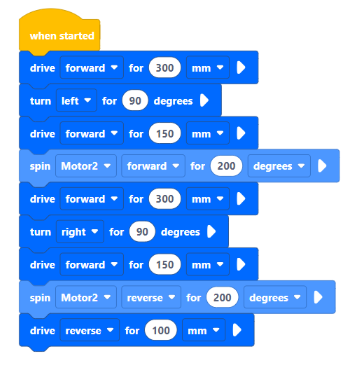 when started
drive forward for 300 mm
turn left for 90 degrees
drive forward for 150 mm
spin Motor2 forward for 200 degrees
drive forward for 300 mm
turn right for 90 degrees
drive forward for 150 mm
spin Motor2 reverse for 200 degrees
drive reverse for 100 mm